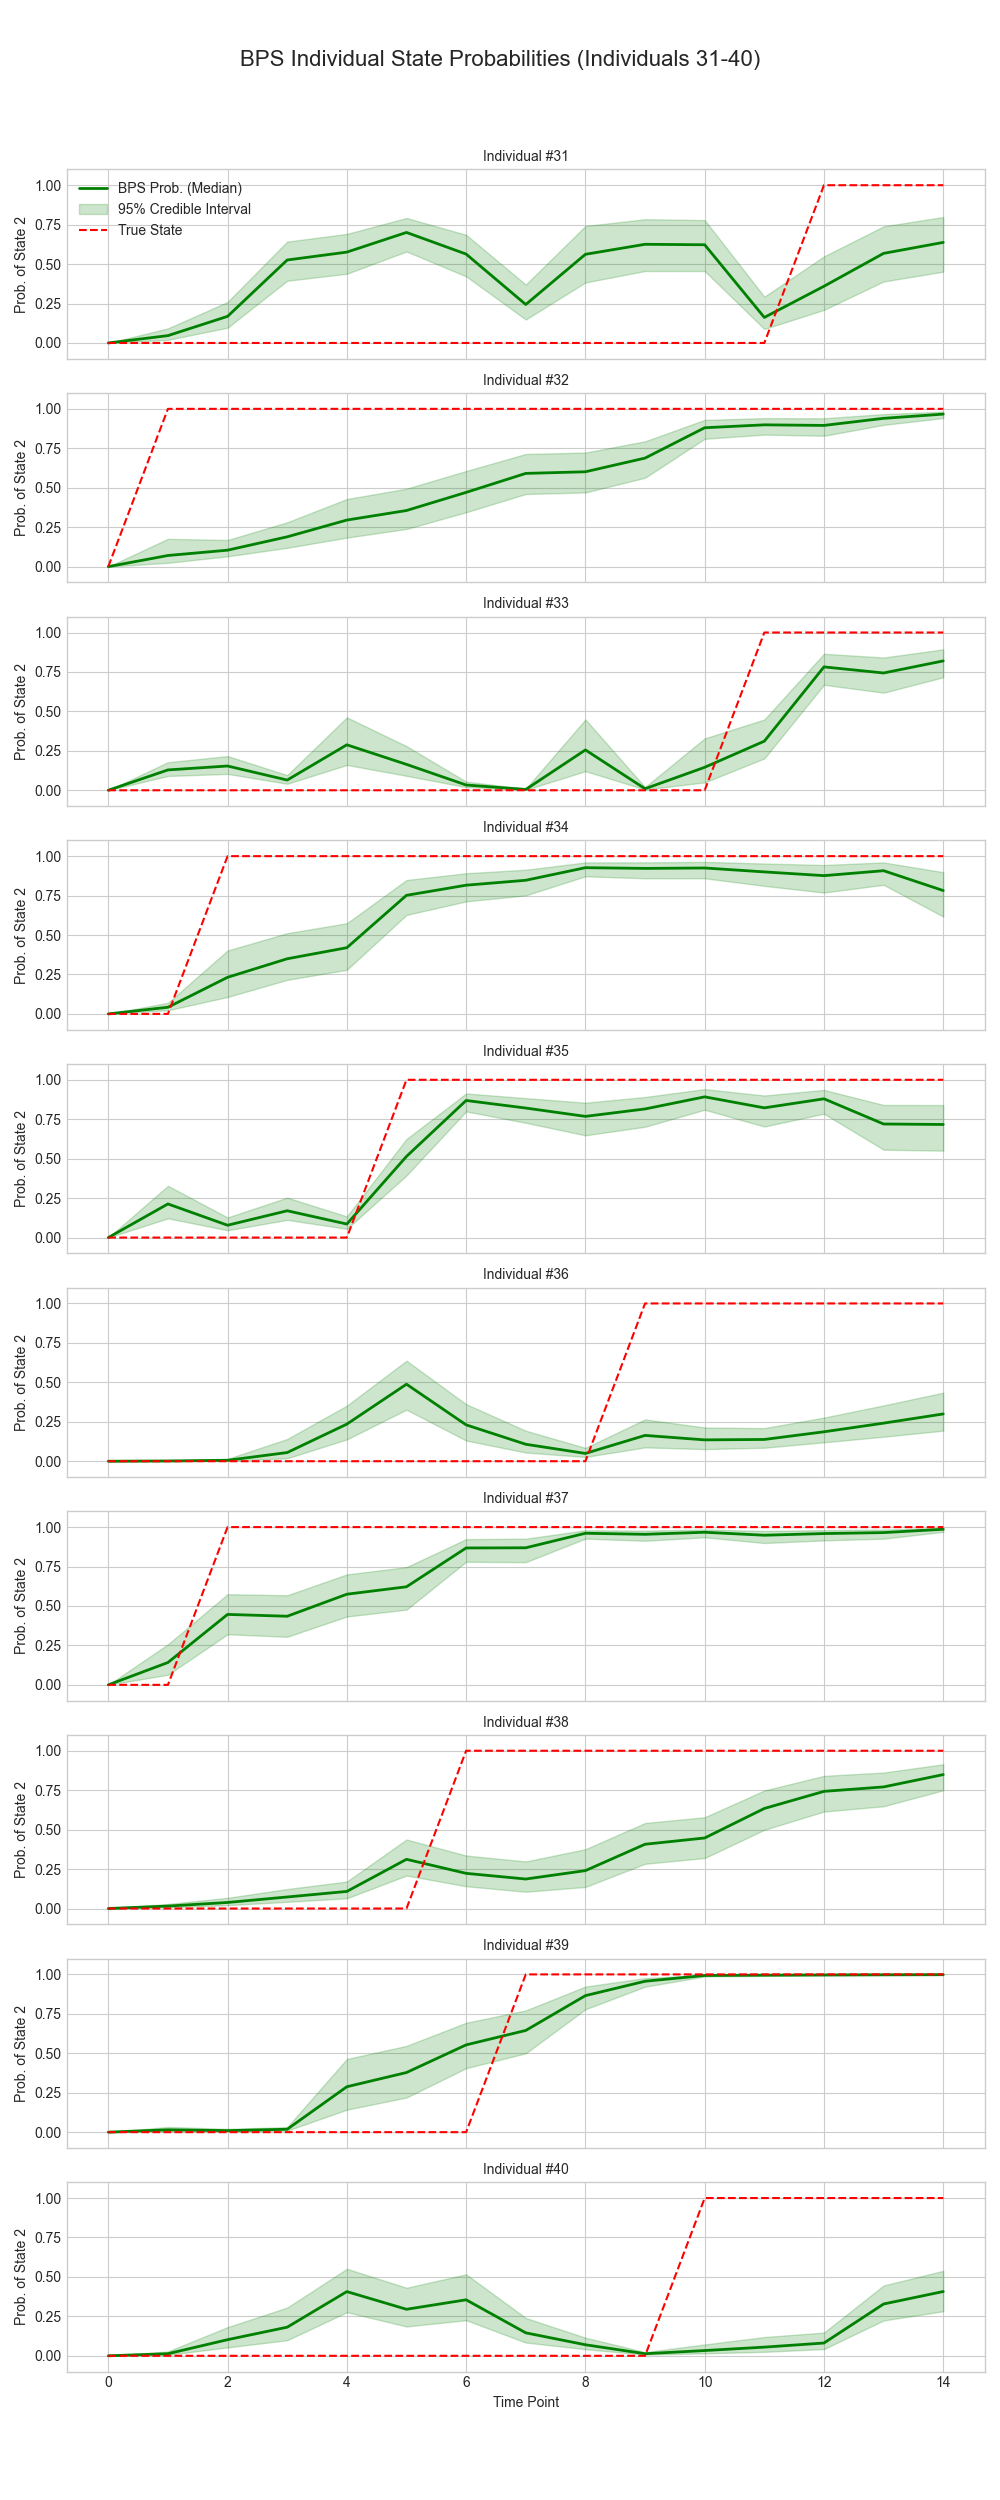 BPS Individual State Probabilities (Individuals 31-40)
Individual #31
BPS Prob. (Median)
95% Credible Interval
True State
Prob. of State 2
1.00
0.75
0.50
0.25
0.00
Individual #32
Prob. of State 2
1.00
0.75
0.50
0.25
0.00
Individual #33
Prob. of State 2
1.00
0.75
0.50
0.25
0.00
Individual #34
Prob. of State 2
1.00
0.75
0.50
0.25
0.00
Individual #35
Prob. of State 2
1.00
0.75
0.50
0.25
0.00
Individual #36
Prob. of State 2
1.00
0.75
0.50
0.25
0.00
Individual #37
Prob. of State 2
1.00
0.75
0.50
0.25
0.00
Individual #38
Prob. of State 2
1.00
0.75
0.50
0.25
0.00
Individual #39
Prob. of State 2
1.00
0.75
0.50
0.25
0.00
Individual #40
Prob. of State 2
1.00
0.75
0.50
0.25
0.00
0 2 4 6 8 10 12 14
Time Point